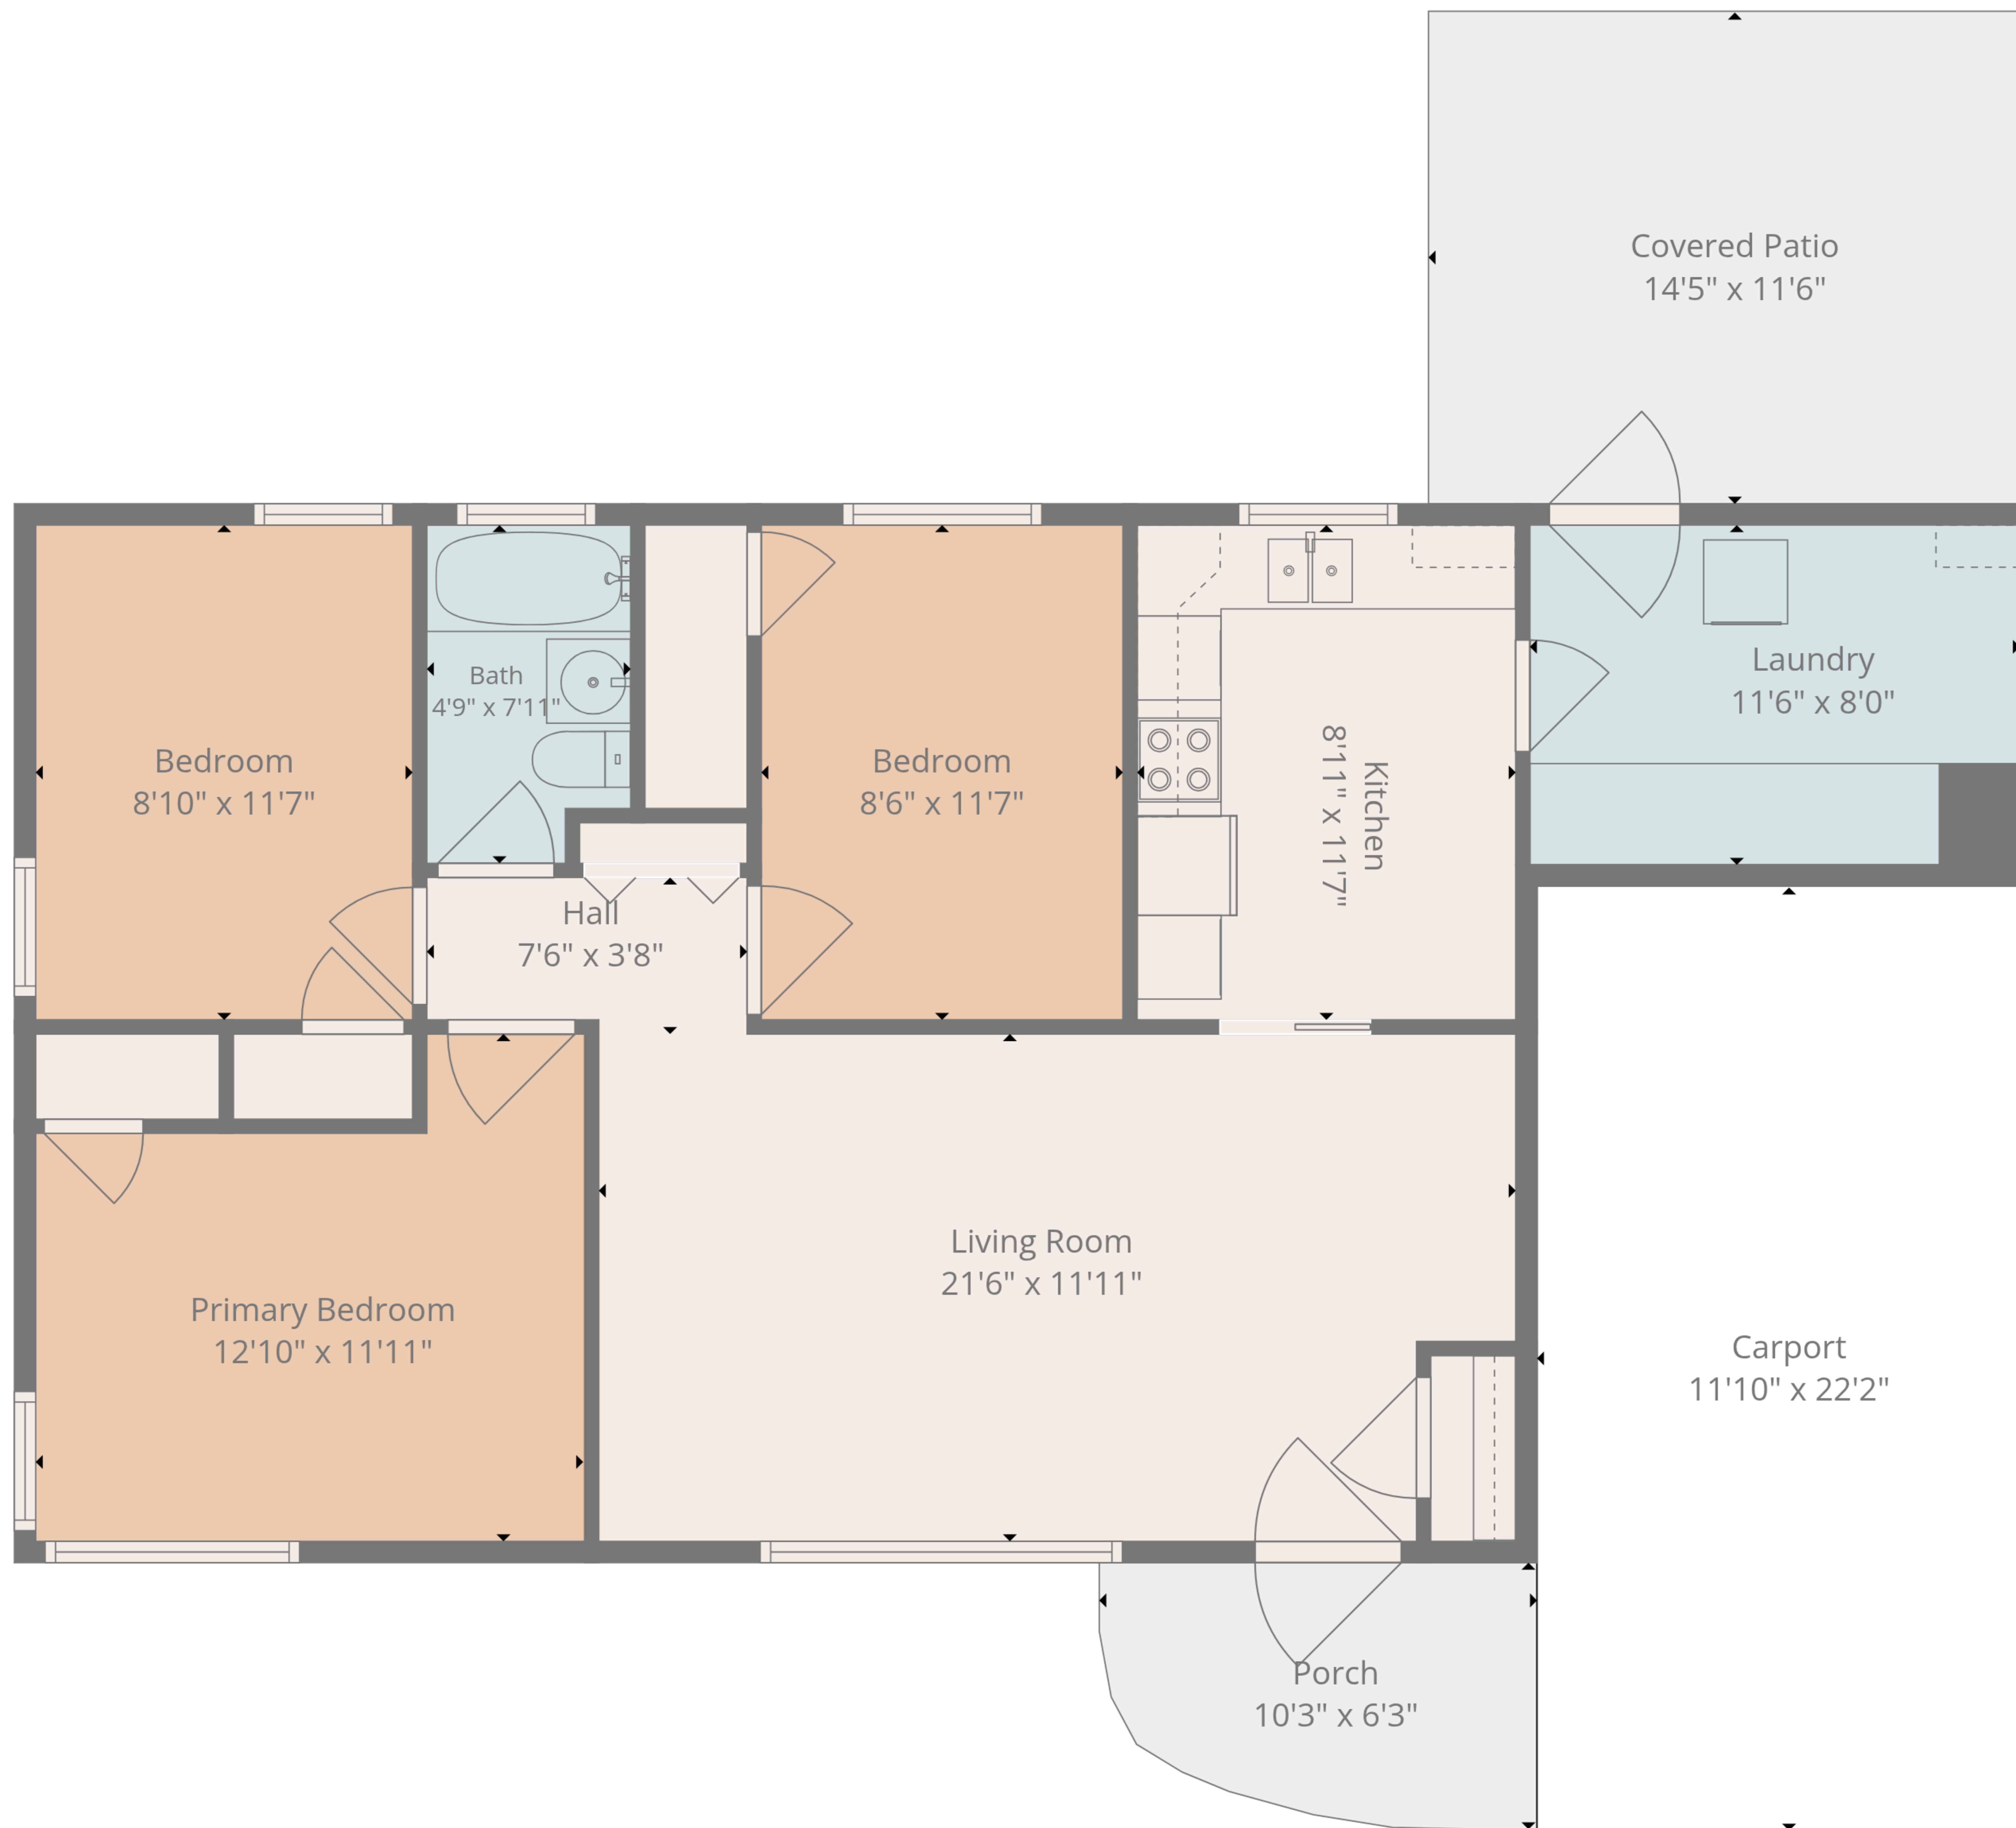 Covered Patio
14'5" x 11'6"
Laundry
11'6" x 8'0"
Bath
4'9" x 7'11"
Bedroom
8'10" x 11'7"
Bedroom
8'6" x 11'7"
Kitchen
8'11" x 11'7"
Hall
7'6" x 3'8"
Living Room
21'6" x 11'11"
Primary Bedroom
12'10" x 11'11"
Carport
11'10" x 22'2"
Porch
10'3" x 6'3"